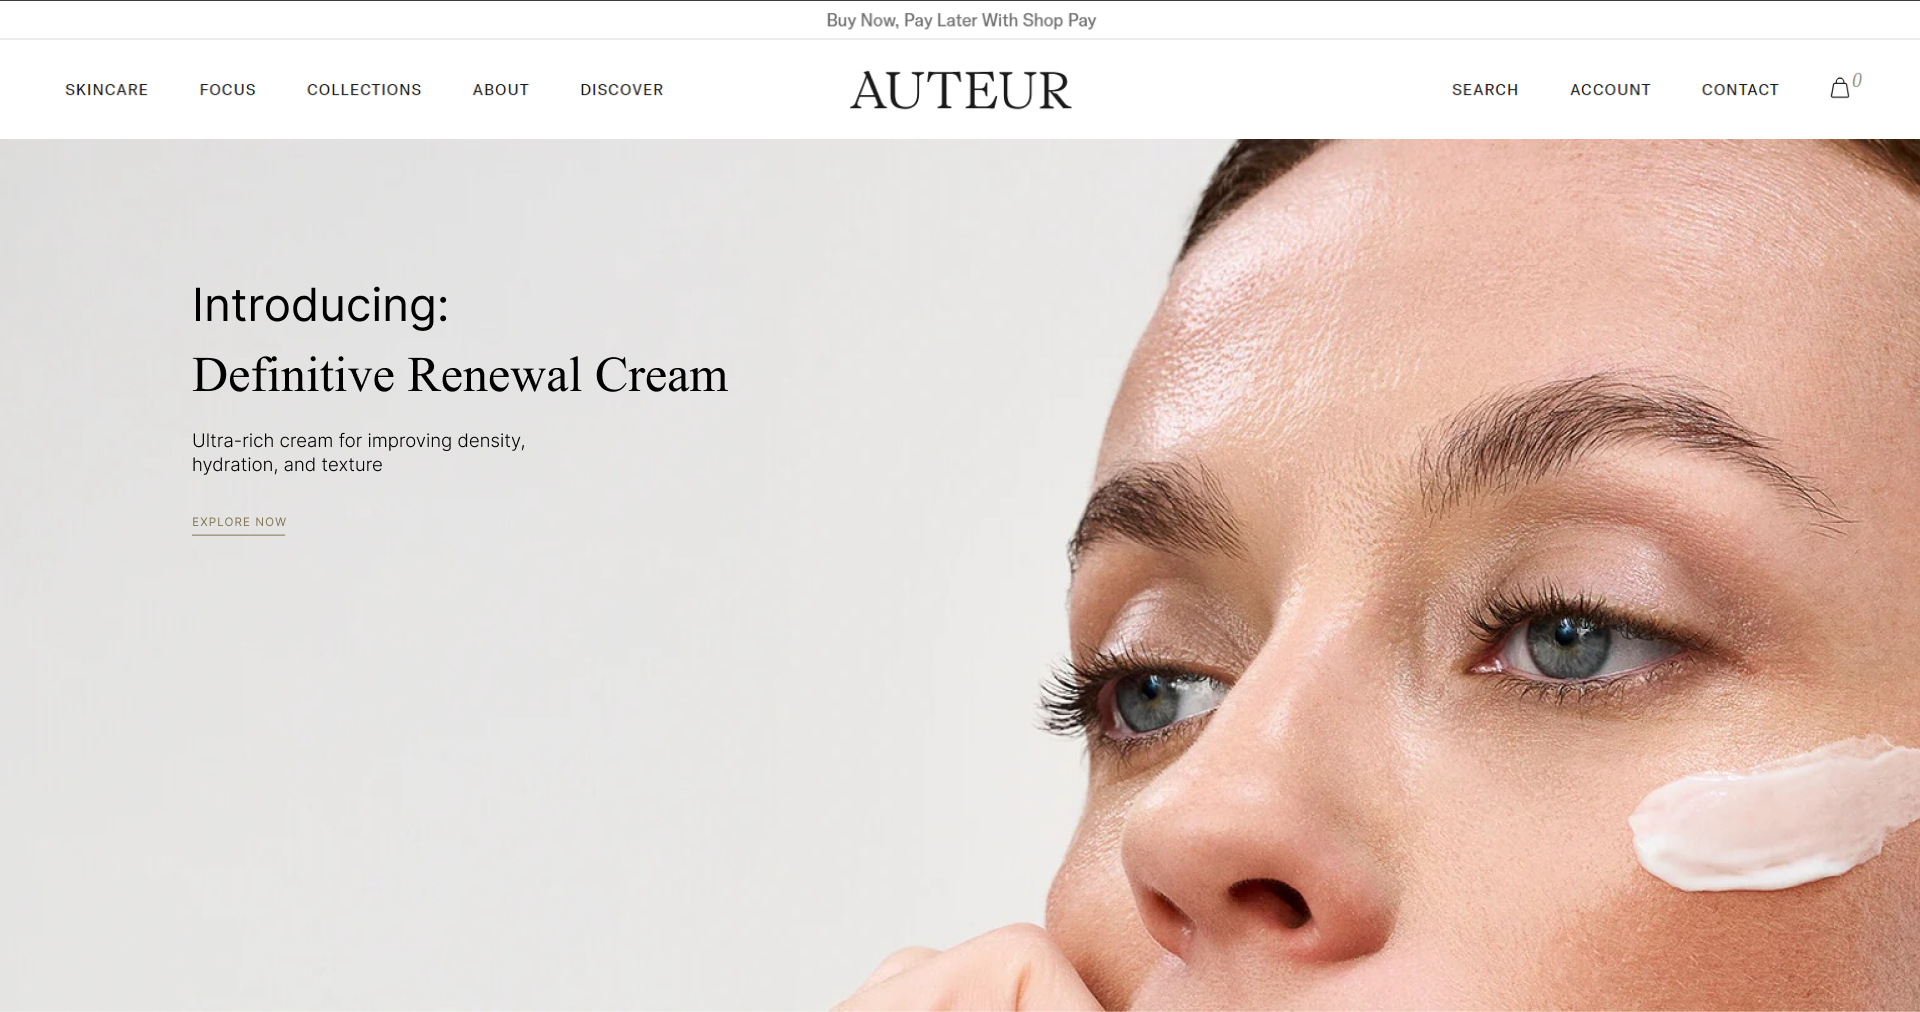 Buy Now, Pay Later With Shop Pay
SKINCARE FOCUS COLLECTIONS ABOUT DISCOVER AUTEUR SEARCH ACCOUNT CONTACT 0
Introducing:
Definitive Renewal Cream
Ultra-rich cream for improving density,
hydration, and texture
EXPLORE NOW